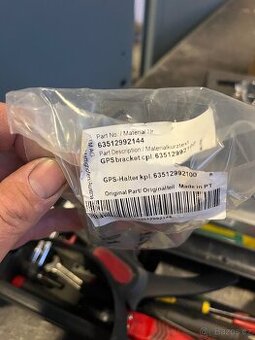 Part No. / Material Nr.
63512992144
Part Description / Materialkurztext
GPS bracket cpl. 63512992100
GPS-Halter kpl. 63512992100
Original Part / Originalteil Made in PT